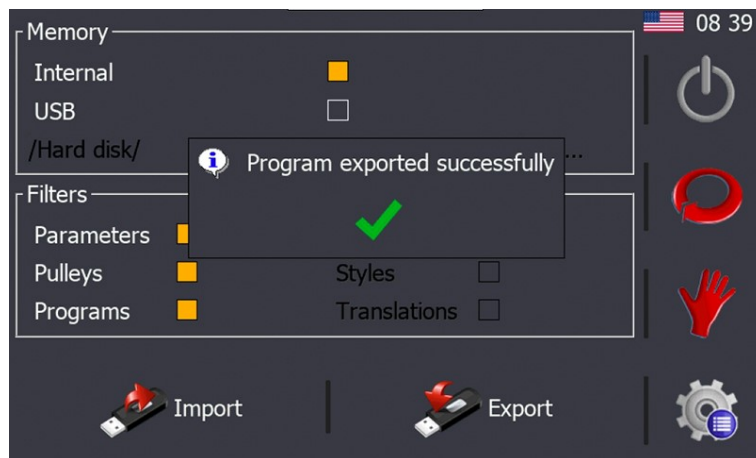 08 39
Memory
Internal
USB
/Hard disk/ ...
Program exported successfully
Filters
Parameters
Pulleys
Styles
Programs
Translations
Import
Export